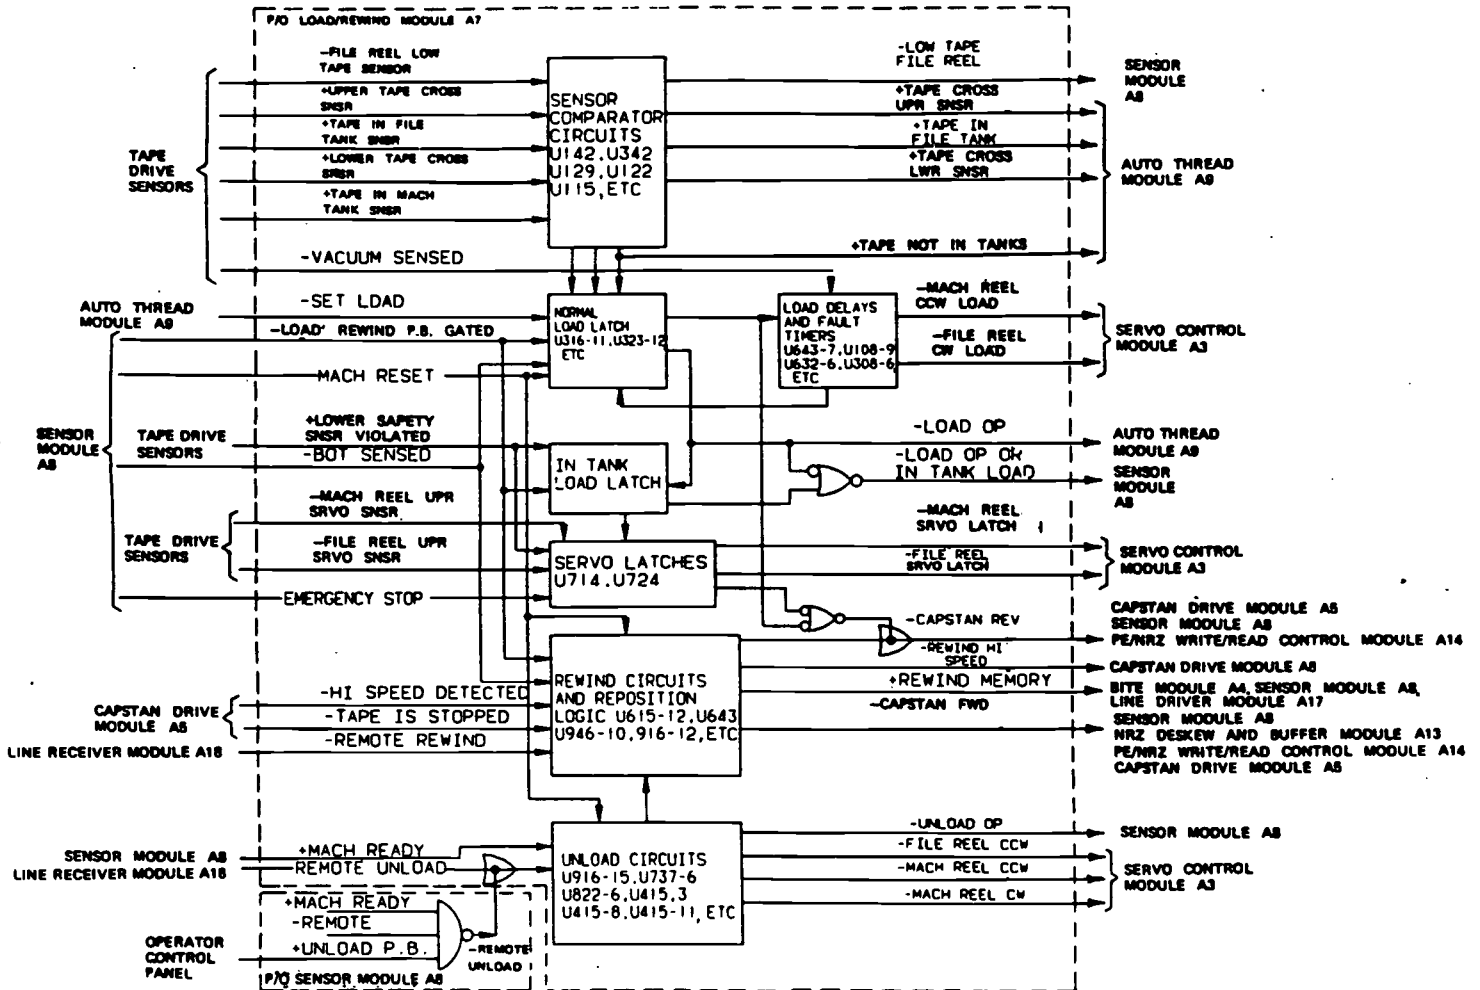 P/O LOAD/REWIND MODULE A7
TAPE
DRIVE
SENSORS
-FILE REEL LOW
TAPE SENSOR
+UPPER TAPE CROSS
SNSR
+TAPE IN FILE
TANK SNSR
+LOWER TAPE CROSS
SNSR
+TAPE IN MACH
TANK SNSR
-VACUUM SENSED
SENSOR
COMPARATOR
CIRCUITS
U142,U342
U129,U122
U115,ETC
-LOW TAPE
FILE REEL
+TAPE CROSS
UPR SNSR
+TAPE IN
FILE TANK
+TAPE CROSS
LWR SNSR
+TAPE NOT IN TANKS
SENSOR
MODULE
A8
AUTO THREAD
MODULE A9
AUTO THREAD
MODULE A9
-SET LOAD
-LOAD' REWIND P.B. GATED
MACH RESET
NORMAL
LOAD LATCH
U316-11,U323-12
ETC
LOAD DELAYS
AND FAULT
TIMERS
U643-7,U108-9
U632-6,U308-6,
ETC
-MACH REEL
CCW LOAD
-FILE REEL
CW LOAD
SERVO CONTROL
MODULE A3
SENSOR
MODULE
A8
TAPE DRIVE
SENSORS
+LOWER SAPETY
SNSR VIOLATED
-BOT SENSED
IN TANK
LOAD LATCH
-LOAD OP
-LOAD OP OR
IN TANK LOAD
AUTO THREAD
MODULE A9
SENSOR
MODULE
A8
TAPE DRIVE
SENSORS
-MACH REEL UPR
SRVO SNSR
-FILE REEL UPR
SRVO SNSR
EMERGENCY STOP
SERVO LATCHES
U714,U724
-MACH REEL
SRVO LATCH
-FILE REEL
SRVO LATCH
SERVO CONTROL
MODULE A3
-CAPSTAN REV
-REWIND HI
SPEED
+REWIND MEMORY
-CAPSTAN FWD
CAPSTAN DRIVE MODULE A5
SENSOR MODULE A8
PE/NRZ WRITE/READ CONTROL MODULE A14
CAPSTAN DRIVE MODULE A5
BITE MODULE A4, SENSOR MODULE A8,
LINE DRIVER MODULE A17
SENSOR MODULE A8
NRZ DESKEW AND BUFFER MODULE A13
PE/NRZ WRITE/READ CONTROL MODULE A14
CAPSTAN DRIVE MODULE A5
CAPSTAN DRIVE
MODULE A5
LINE RECEIVER MODULE A18
-HI SPEED DETECTED
-TAPE IS STOPPED
-REMOTE REWIND
REWIND CIRCUITS
AND REPOSITION
LOGIC U615-12,U643
U946-10,916-12,ETC
SENSOR MODULE A8
LINE RECEIVER MODULE A18
+MACH READY
REMOTE UNLOAD
UNLOAD CIRCUITS
U916-15,U737-6
U822-6,U415,3
U415-8,U415-11,ETC
-UNLOAD OP
-FILE REEL CCW
-MACH REEL CCW
-MACH REEL CW
SENSOR MODULE A8
SERVO CONTROL
MODULE A3
OPERATOR
CONTROL
PANEL
+MACH READY
-REMOTE
+UNLOAD P.B.
-REMOTE
UNLOAD
P/O SENSOR MODULE A8